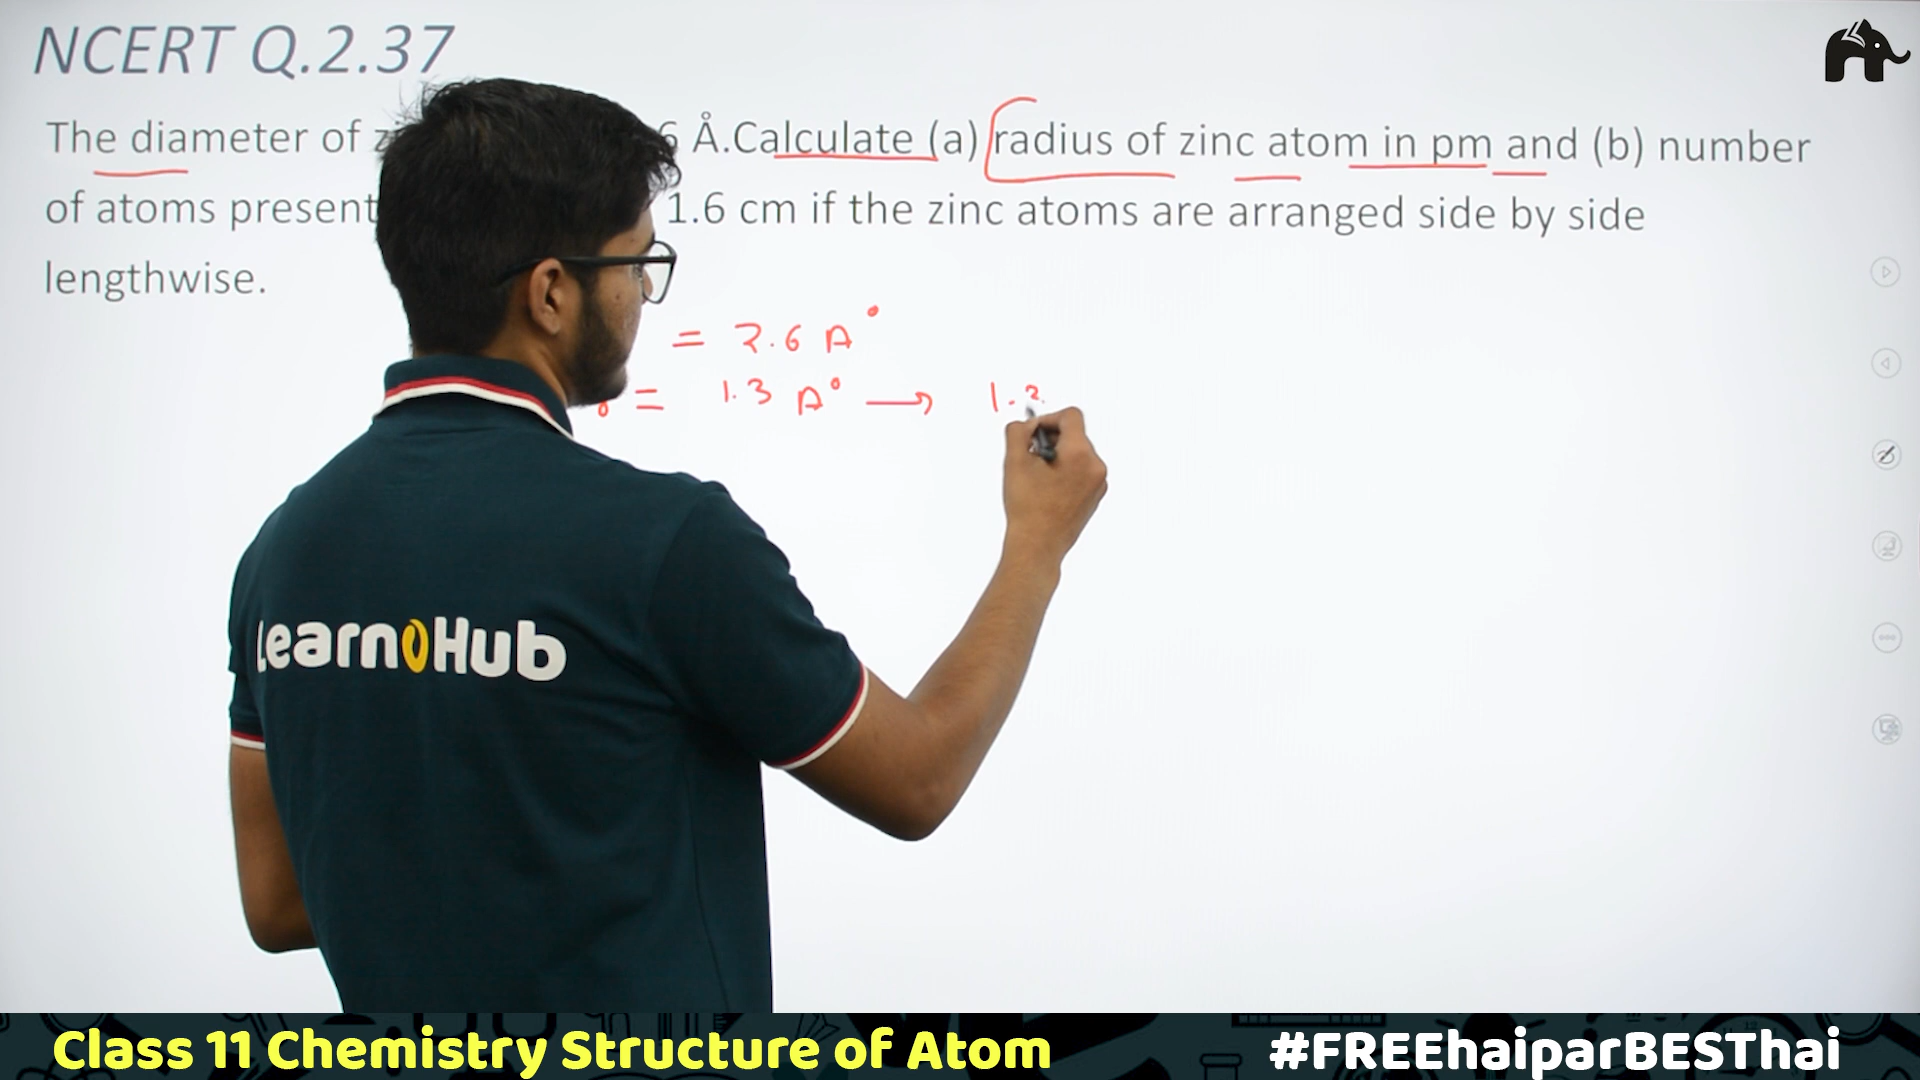 NCERT Q.2.37
The diameter of 6 Å.Calculate (a) radius of zinc atom in pm and (b) number
of atoms present 1.6 cm if the zinc atoms are arranged side by side
lengthwise.
= 2.6 A°
= 1.3 A° → 1.3
LearnoHub
Class 11 Chemistry Structure of Atom
#FREEhaiparBESThai